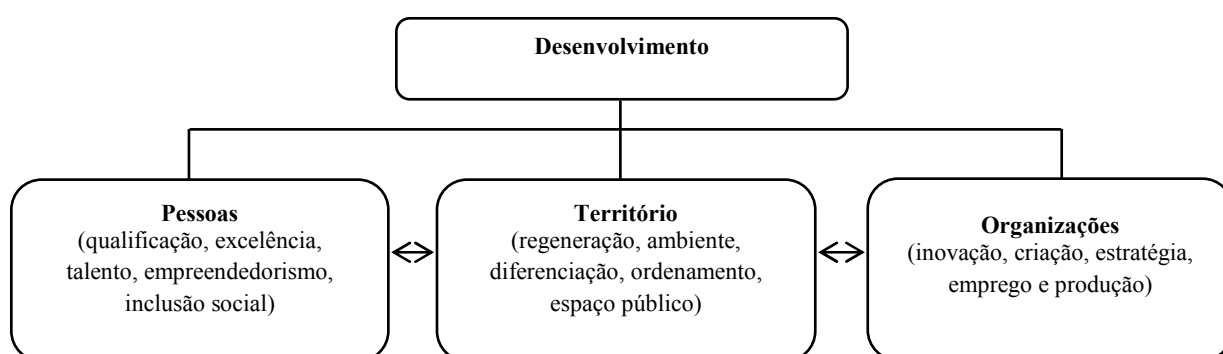 Desenvolvimento
Pessoas
(qualificação, excelência,
talento, empreendedorismo,
inclusão social)
Território
(regeneração, ambiente,
diferenciação, ordenamento,
espaço público)
Organizações
(inovação, criação, estratégia,
emprego e produção)